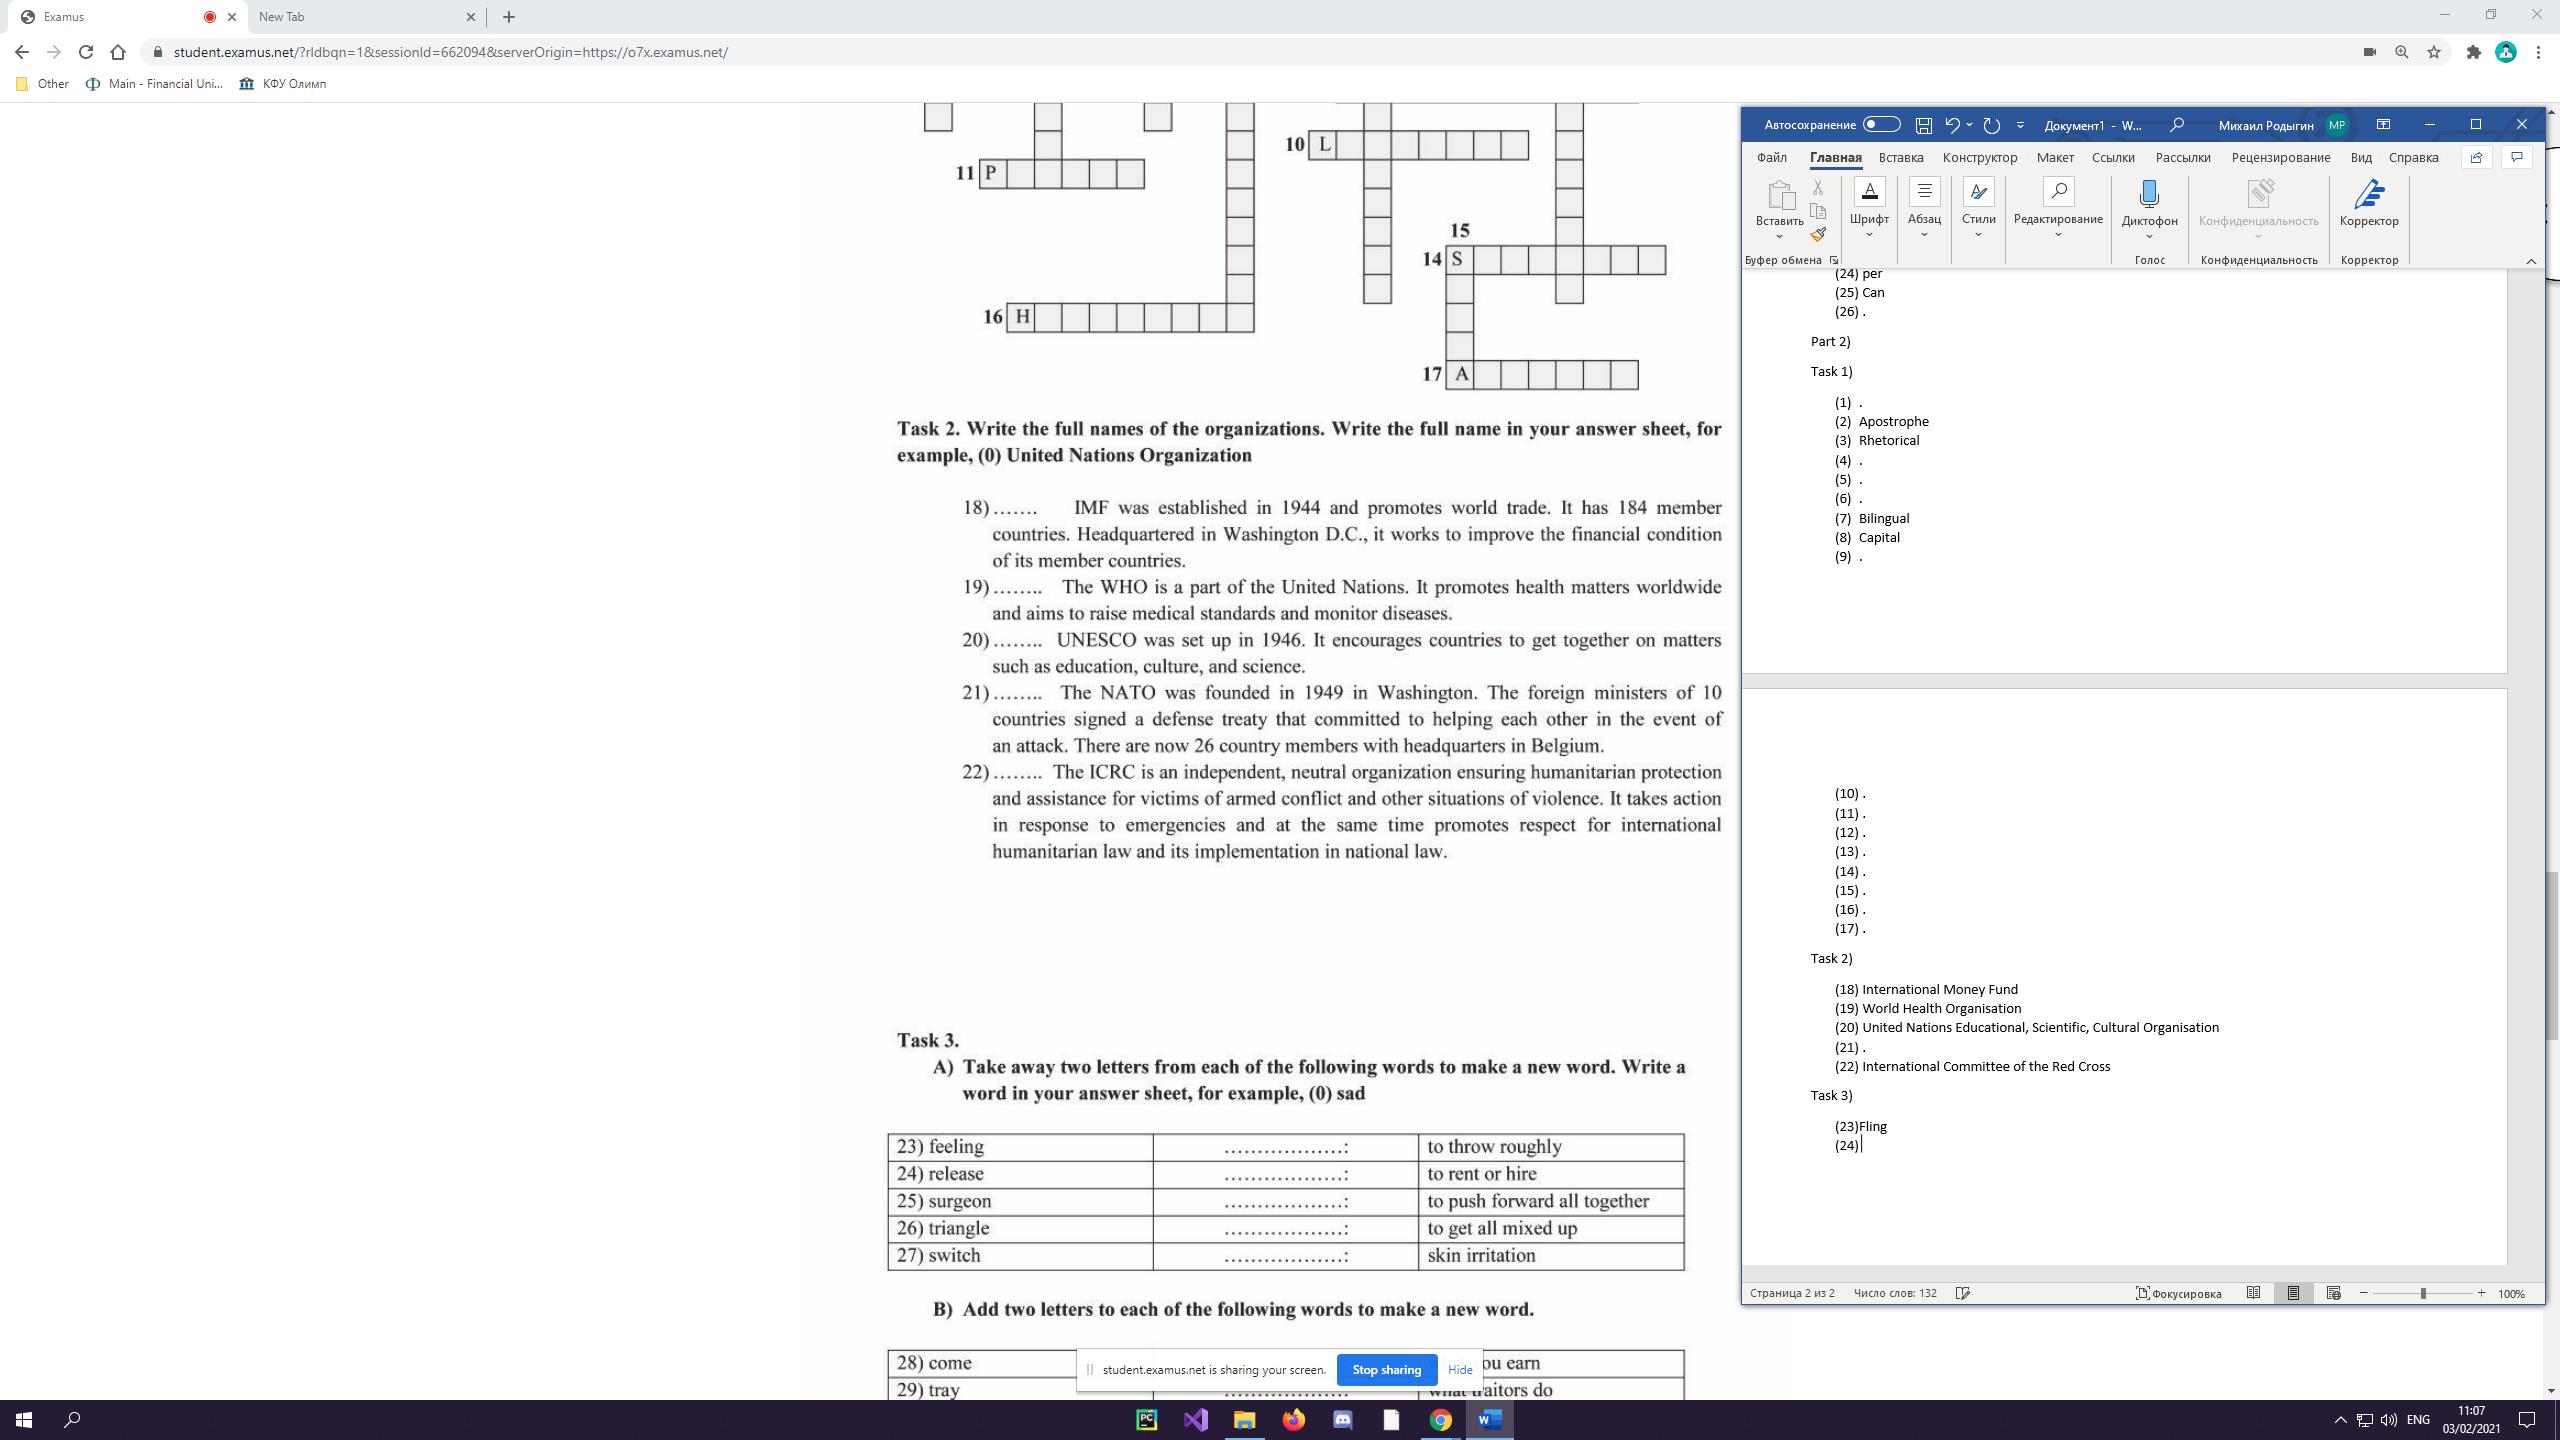 Examus
New Tab
student.examus.net/?rldbqn=1&sessionId=662094&serverOrigin=https://o7x.examus.net/
Other
Main - Financial Uni...
КФУ Олимп
10 L
11 P
15
14 S
16 H
17 A
Task 2. Write the full names of the organizations. Write the full name in your answer sheet, for
example, (0) United Nations Organization
18)....... IMF was established in 1944 and promotes world trade. It has 184 member
countries. Headquartered in Washington D.C., it works to improve the financial condition
of its member countries.
19)........ The WHO is a part of the United Nations. It promotes health matters worldwide
and aims to raise medical standards and monitor diseases.
20)........ UNESCO was set up in 1946. It encourages countries to get together on matters
such as education, culture, and science.
21)........ The NATO was founded in 1949 in Washington. The foreign ministers of 10
countries signed a defense treaty that committed to helping each other in the event of
an attack. There are now 26 country members with headquarters in Belgium.
22)........ The ICRC is an independent, neutral organization ensuring humanitarian protection
and assistance for victims of armed conflict and other situations of violence. It takes action
in response to emergencies and at the same time promotes respect for international
humanitarian law and its implementation in national law.
Task 3.
A) Take away two letters from each of the following words to make a new word. Write a
word in your answer sheet, for example, (0) sad
23) feeling ..................: to throw roughly
24) release ..................: to rent or hire
25) surgeon ..................: to push forward all together
26) triangle ..................: to get all mixed up
27) switch ..................: skin irritation
B) Add two letters to each of the following words to make a new word.
28) come ou earn
29) tray what traitors do
student.examus.net is sharing your screen.
Stop sharing
Hide
Автосохранение
Документ1 - W...
Михаил Родыгин
МР
Файл
Главная
Вставка
Конструктор
Макет
Ссылки
Рассылки
Рецензирование
Вид
Справка
Вставить
Шрифт
Абзац
Стили
Редактирование
Диктофон
Конфиденциальность
Корректор
Буфер обмена
Голос
Конфиденциальность
Корректор
(24) per
(25) Can
(26) .
Part 2)
Task 1)
(1) .
(2) Apostrophe
(3) Rhetorical
(4) .
(5) .
(6) .
(7) Bilingual
(8) Capital
(9) .
(10) .
(11) .
(12) .
(13) .
(14) .
(15) .
(16) .
(17) .
Task 2)
(18) International Money Fund
(19) World Health Organisation
(20) United Nations Educational, Scientific, Cultural Organisation
(21) .
(22) International Committee of the Red Cross
Task 3)
(23)Fling
(24)
Страница 2 из 2
Число слов: 132
Фокусировка
100%
PC
ENG
11:07
03/02/2021